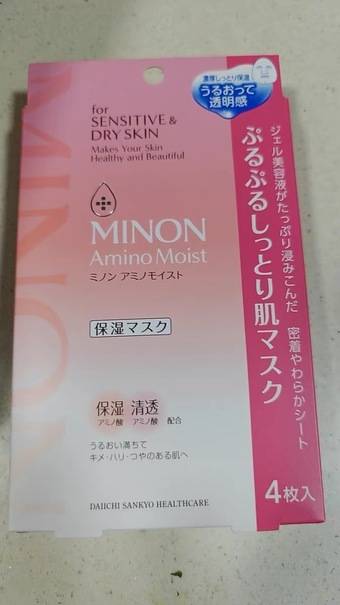 濃厚しっとり保湿
うるおって
透明感
for
SENSITIVE &
DRY SKIN
Makes Your Skin
Healthy and Beautiful
MINON
MINON
Amino Moist
ミノン アミノモイスト
保湿マスク
保湿 清透
アミノ酸 アミノ酸 配合
うるおい満ちて
キメ・ハリ・つやのある肌へ
DAIICHI SANKYO HEALTHCARE
ジェル美容液がたっぷり浸みこんだ 密着やわらかシート
ぷるぷるしっとり肌マスク
4枚入